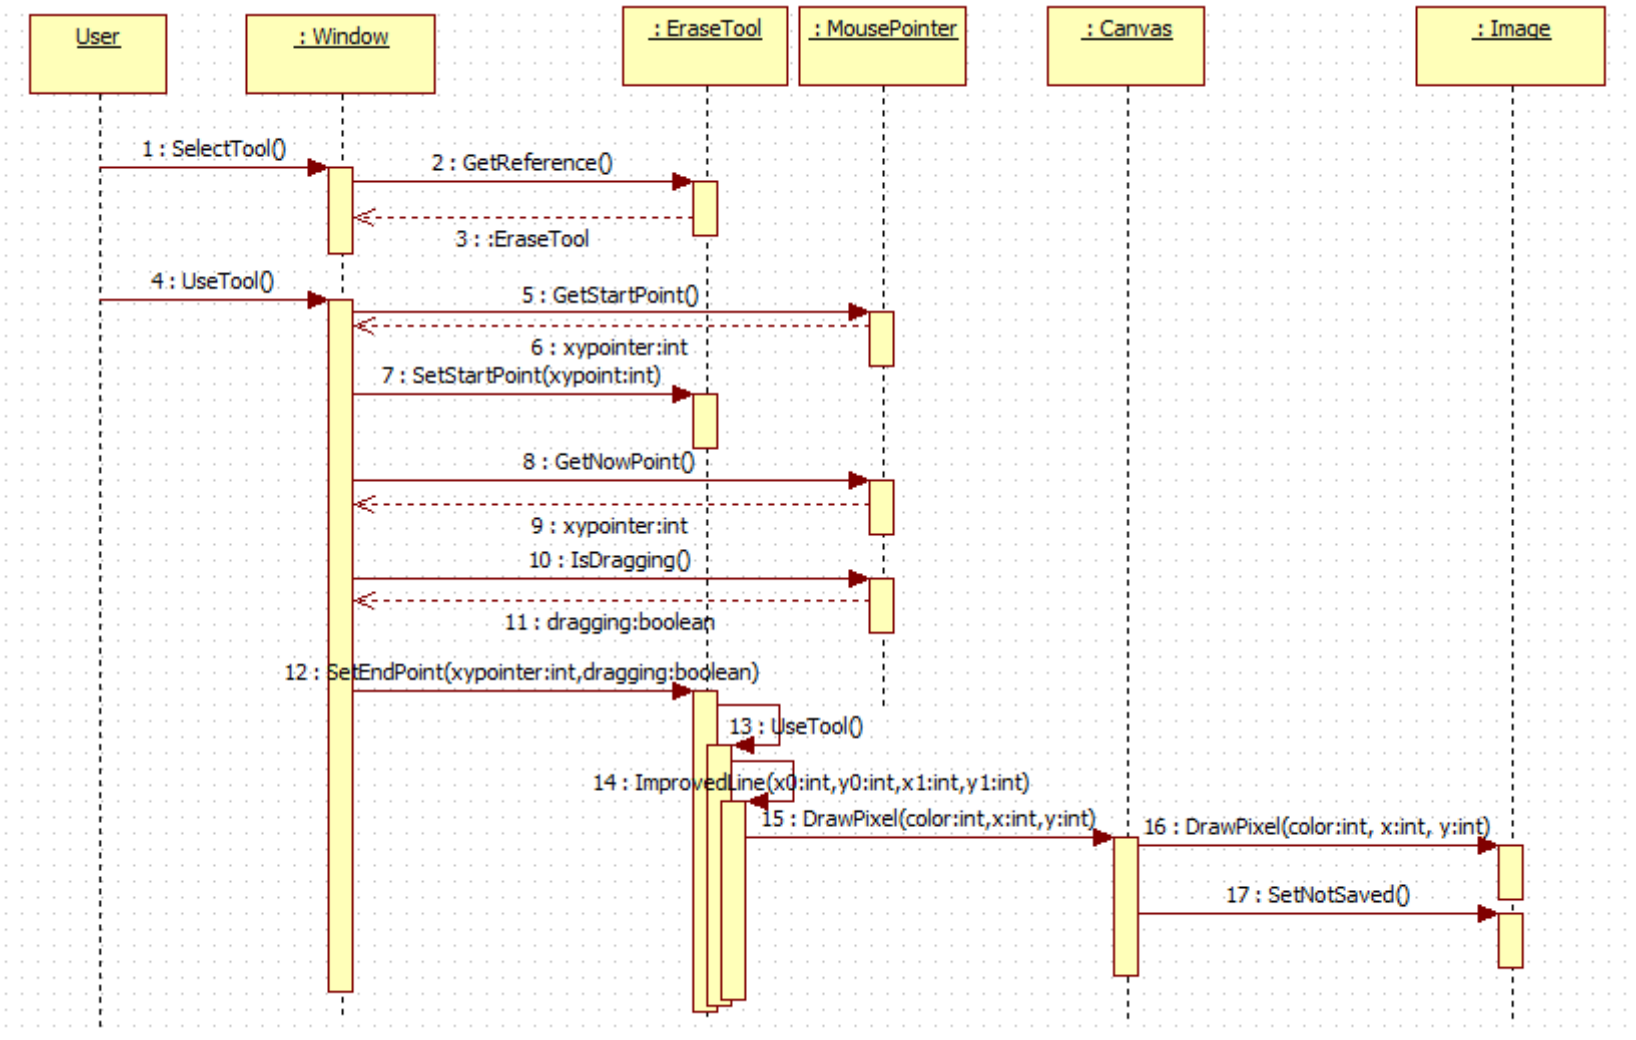 User
: Window
: EraseTool
: MousePointer
: Canvas
: Image
1 : SelectTool()
2 : GetReference()
3 : :EraseTool
4 : UseTool()
5 : GetStartPoint()
6 : xypointer:int
7 : SetStartPoint(xypoint:int)
8 : GetNowPoint()
9 : xypointer:int
10 : IsDragging()
11 : dragging:boolean
12 : SetEndPoint(xypointer:int,dragging:boolean)
13 : UseTool()
14 : ImprovedLine(x0:int,y0:int,x1:int,y1:int)
15 : DrawPixel(color:int,x:int,y:int)
16 : DrawPixel(color:int, x:int, y:int)
17 : SetNotSaved()